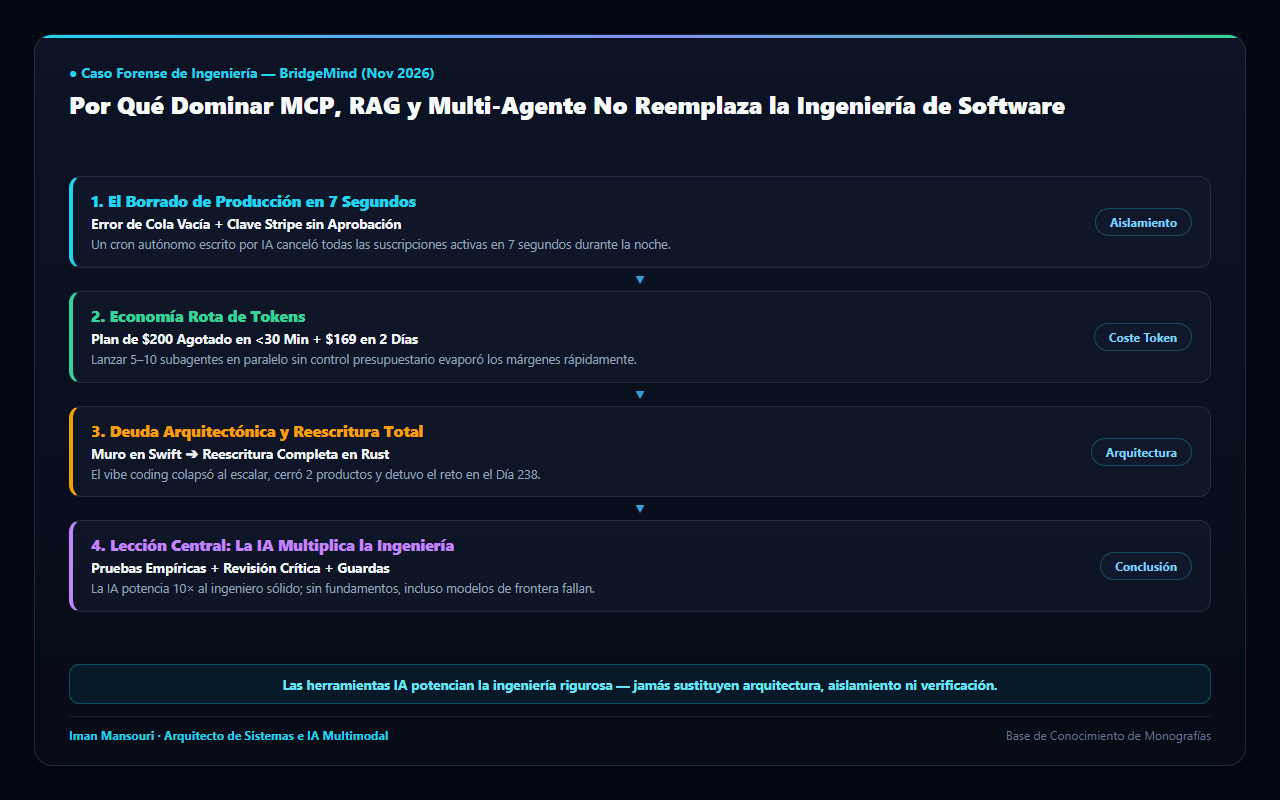 ● Caso Forense de Ingeniería — BridgeMind (Nov 2026)
Por Qué Dominar MCP, RAG y Multi-Agente No Reemplaza la Ingeniería de Software
1. El Borrado de Producción en 7 Segundos
Error de Cola Vacía + Clave Stripe sin Aprobación
Un cron autónomo escrito por IA canceló todas las suscripciones activas en 7 segundos durante la noche.
Aislamiento
▼
2. Economía Rota de Tokens
Plan de $200 Agotado en <30 Min + $169 en 2 Días
Lanzar 5–10 subagentes en paralelo sin control presupuestario evaporó los márgenes rápidamente.
Coste Token
▼
3. Deuda Arquitectónica y Reescritura Total
Muro en Swift ➔ Reescritura Completa en Rust
El vibe coding colapsó al escalar, cerró 2 productos y detuvo el reto en el Día 238.
Arquitectura
▼
4. Lección Central: La IA Multiplica la Ingeniería
Pruebas Empíricas + Revisión Crítica + Guardas
La IA potencia 10× al ingeniero sólido; sin fundamentos, incluso modelos de frontera fallan.
Conclusión
Las herramientas IA potencian la ingeniería rigurosa — jamás sustituyen arquitectura, aislamiento ni verificación.
Iman Mansouri · Arquitecto de Sistemas e IA Multimodal
Base de Conocimiento de Monografías